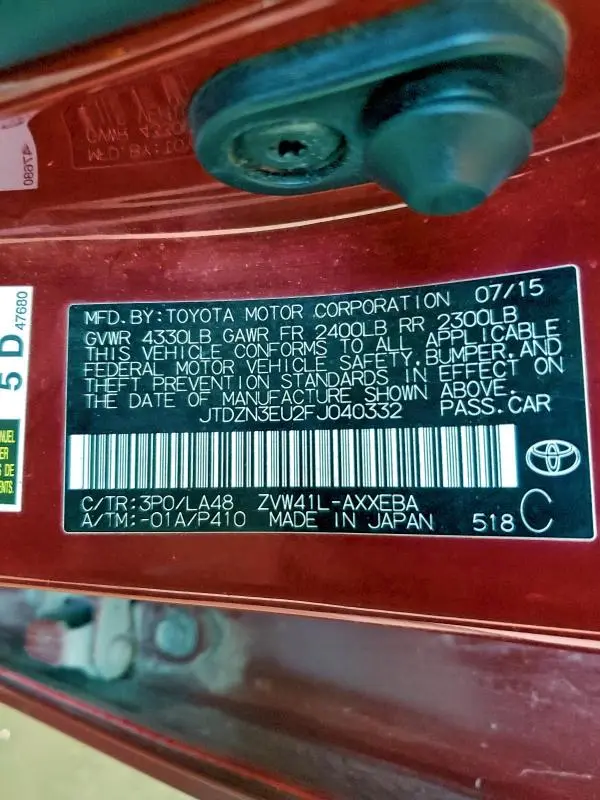 47680
5 D
47680
MFD. BY: TOYOTA MOTOR CORPORATION 07/15
GVWR 4330LB GAWR FR 2400LB RR 2300LB
THIS VEHICLE CONFORMS TO ALL APPLICABLE
FEDERAL MOTOR VEHICLE SAFETY, BUMPER, AND
THEFT PREVENTION STANDARDS IN EFFECT ON
THE DATE OF MANUFACTURE SHOWN ABOVE.
JTDZN3EU2FJ040332 PASS. CAR
C/TR:3P0/LA48 ZVW41L-AXXEBA
A/TM:-01A/P410 MADE IN JAPAN 518 C